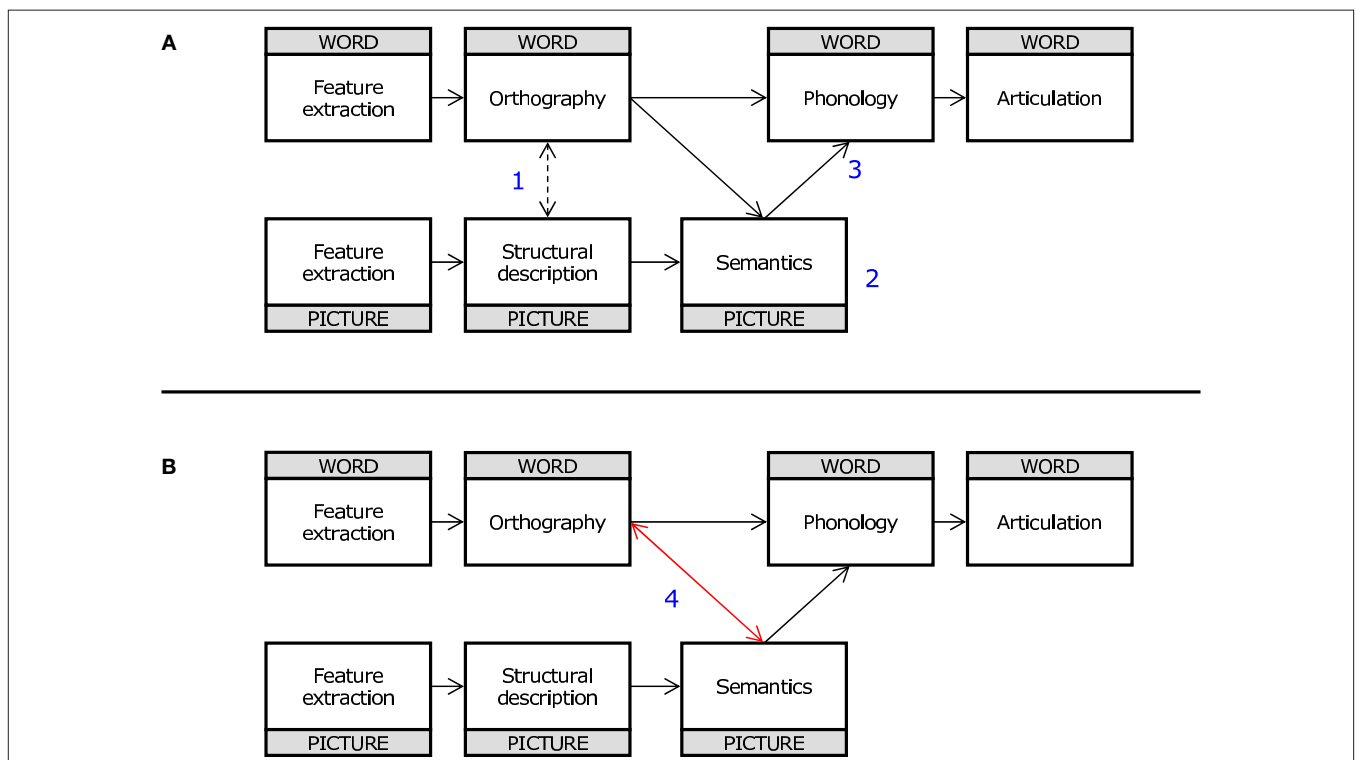 A
WORD
WORD
WORD
WORD
Feature
extraction
Orthography
Phonology
Articulation
1
3
Feature
extraction
Structural
description
Semantics
2
PICTURE
PICTURE
PICTURE
B
WORD
WORD
WORD
WORD
Feature
extraction
Orthography
Phonology
Articulation
4
Feature
extraction
Structural
description
Semantics
PICTURE
PICTURE
PICTURE